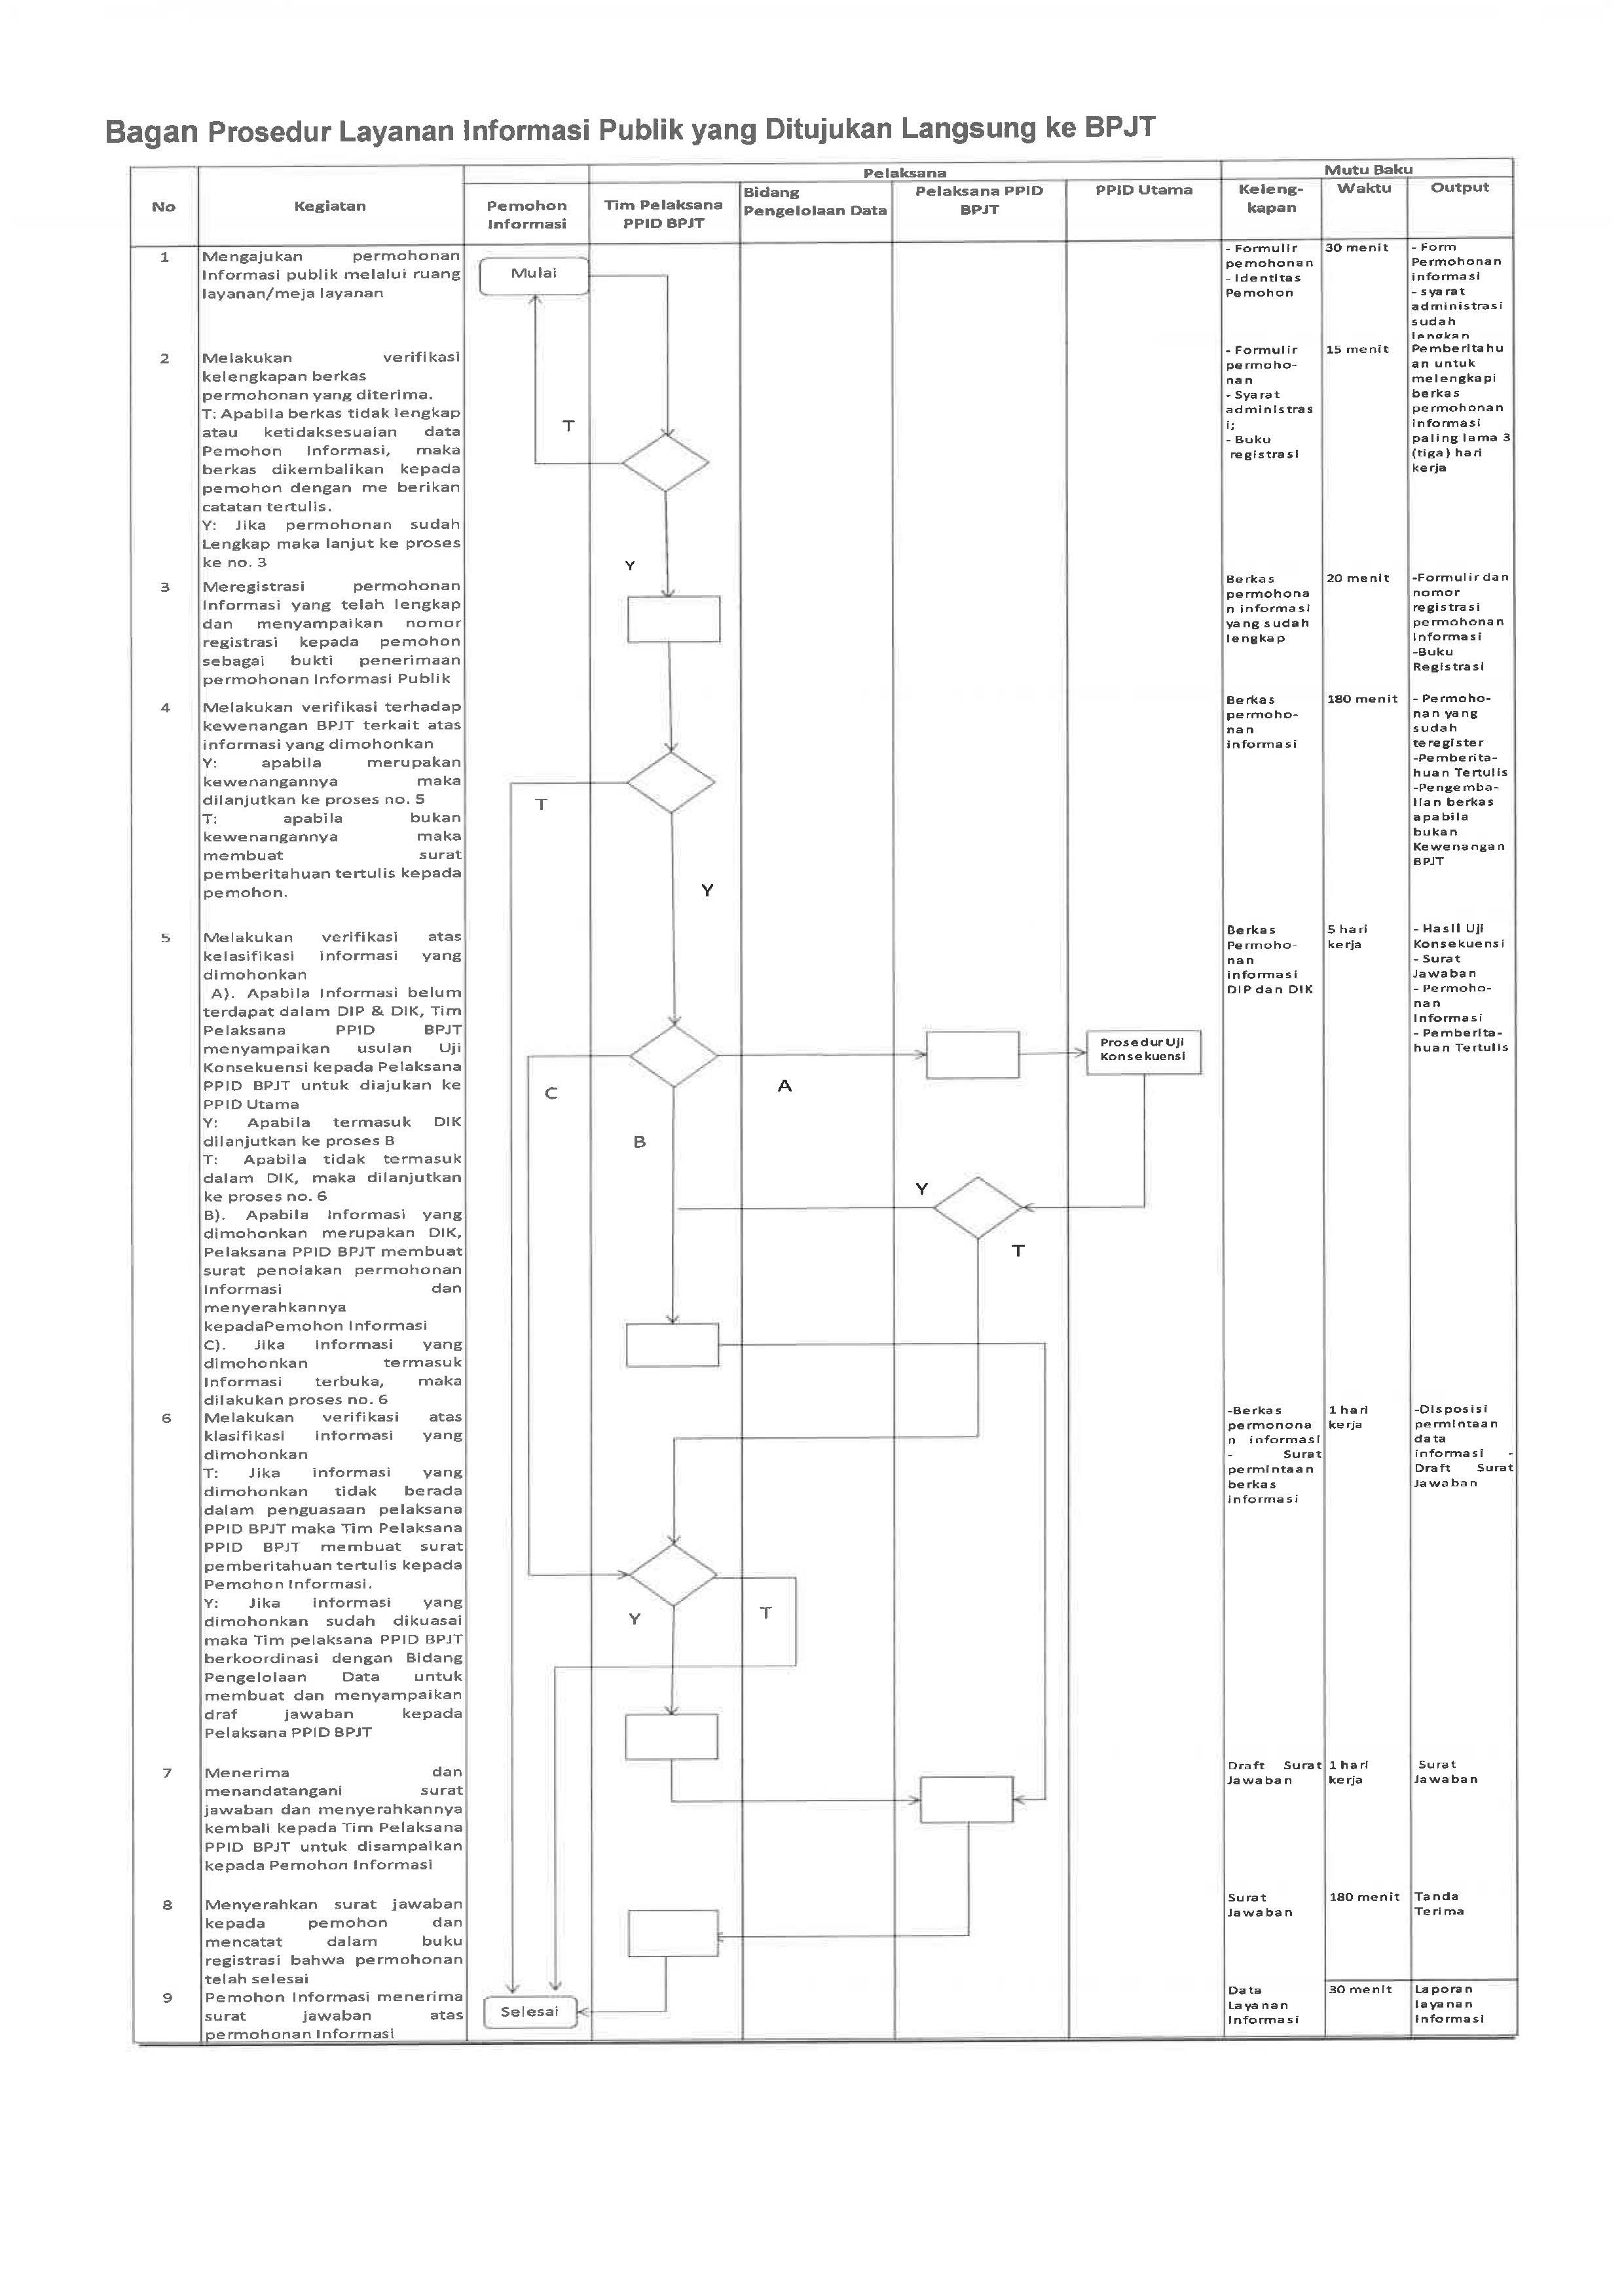 Bagan Prosedur Layanan Informasi Publik yang Ditujukan Langsung ke BPJT
Pelaksana
Mutu Baku
No
Kegiatan
Pemohon
Informasi
Tim Pelaksana
PPID BPJT
Bidang
Pengelolaan Data
Pelaksana PPID
BPJT
PPID Utama
Keleng-
kapan
Waktu
Output
1
Mengajukan permohonan
Informasi publik melalui ruang
layanan/meja layanan
Mulai
- Formulir
pemohonan
- Identitas
Pemohon
30 menit
- Form
Permohonan
informasi
- syarat
administrasi
sudah
lengkap
2
Melakukan verifikasi
kelengkapan berkas
permohonan yang diterima.
T: Apabila berkas tidak lengkap
atau ketidaksesuaian data
Pemohon Informasi, maka
berkas dikembalikan kepada
pemohon dengan me berikan
catatan tertulis.
Y: Jika permohonan sudah
Lengkap maka lanjut ke proses
ke no. 3
T
Y
- Formulir
permoho-
nan
- Syarat
administras
i;
- Buku
registrasi
15 menit
Pemberitahu
an untuk
melengkapi
berkas
permohonan
informasi
paling lama 3
(tiga) hari
kerja
3
Meregistrasi permohonan
Informasi yang telah lengkap
dan menyampaikan nomor
registrasi kepada pemohon
sebagai bukti penerimaan
permohonan Informasi Publik
Berkas
permohona
n informasi
yang sudah
lengkap
20 menit
-Formulir dan
nomor
registrasi
permohonan
Informasi
-Buku
Registrasi
4
Melakukan verifikasi terhadap
kewenangan BPJT terkait atas
informasi yang dimohonkan
Y: apabila merupakan
kewenangannya maka
dilanjutkan ke proses no. 5
T: apabila bukan
kewenangannya maka
membuat surat
pemberitahuan tertulis kepada
pemohon.
T
Y
Berkas
permoho-
nan
informasi
180 menit
- Permoho-
nan yang
sudah
teregister
-Pemberita-
huan Tertulis
-Pengemba-
lian berkas
apabila
bukan
Kewenangan
BPJT
5
Melakukan verifikasi atas
kelasifikasi informasi yang
dimohonkan
A). Apabila Informasi belum
terdapat dalam DIP & DIK, Tim
Pelaksana PPID BPJT
menyampaikan usulan Uji
Konsekuensi kepada Pelaksana
PPID BPJT untuk diajukan ke
PPID Utama
Y: Apabila termasuk DIK
dilanjutkan ke proses B
T: Apabila tidak termasuk
dalam DIK, maka dilanjutkan
ke proses no. 6
B). Apabila Informasi yang
dimohonkan merupakan DIK,
Pelaksana PPID BPJT membuat
surat penolakan permohonan
Informasi dan
menyerahkannya
kepadaPemohon Informasi
C). Jika informasi yang
dimohonkan termasuk
Informasi terbuka, maka
dilakukan proses no. 6
C
A
B
Prosedur Uji
Konsekuensi
Y
T
Berkas
Permoho-
nan
informasi
DIP dan DIK
5 hari
kerja
- Hasil Uji
Konsekuensi
- Surat
Jawaban
- Permoho-
nan
Informasi
- Pemberita-
huan Tertulis
6
Melakukan verifikasi atas
klasifikasi informasi yang
dimohonkan
T: Jika informasi yang
dimohonkan tidak berada
dalam penguasaan pelaksana
PPID BPJT maka Tim Pelaksana
PPID BPJT membuat surat
pemberitahuan tertulis kepada
Pemohon Informasi.
Y: Jika informasi yang
dimohonkan sudah dikuasai
maka Tim pelaksana PPID BPJT
berkoordinasi dengan Bidang
Pengelolaan Data untuk
membuat dan menyampaikan
draf jawaban kepada
Pelaksana PPID BPJT
Y
T
-Berkas
permonona
n informasi
- Surat
permintaan
berkas
informasi
1 hari
kerja
-Disposisi
permintaan
data
informasi -
Draft Surat
Jawaban
7
Menerima dan
menandatangani surat
jawaban dan menyerahkannya
kembali kepada Tim Pelaksana
PPID BPJT untuk disampaikan
kepada Pemohon Informasi
Draft Surat
Jawaban
1 hari
kerja
Surat
Jawaban
8
Menyerahkan surat jawaban
kepada pemohon dan
mencatat dalam buku
registrasi bahwa permohonan
telah selesai
Surat
Jawaban
180 menit
Tanda
Terima
9
Pemohon Informasi menerima
surat jawaban atas
permohonan Informasi
Selesai
Data
Layanan
Informasi
30 menit
Laporan
layanan
informasi